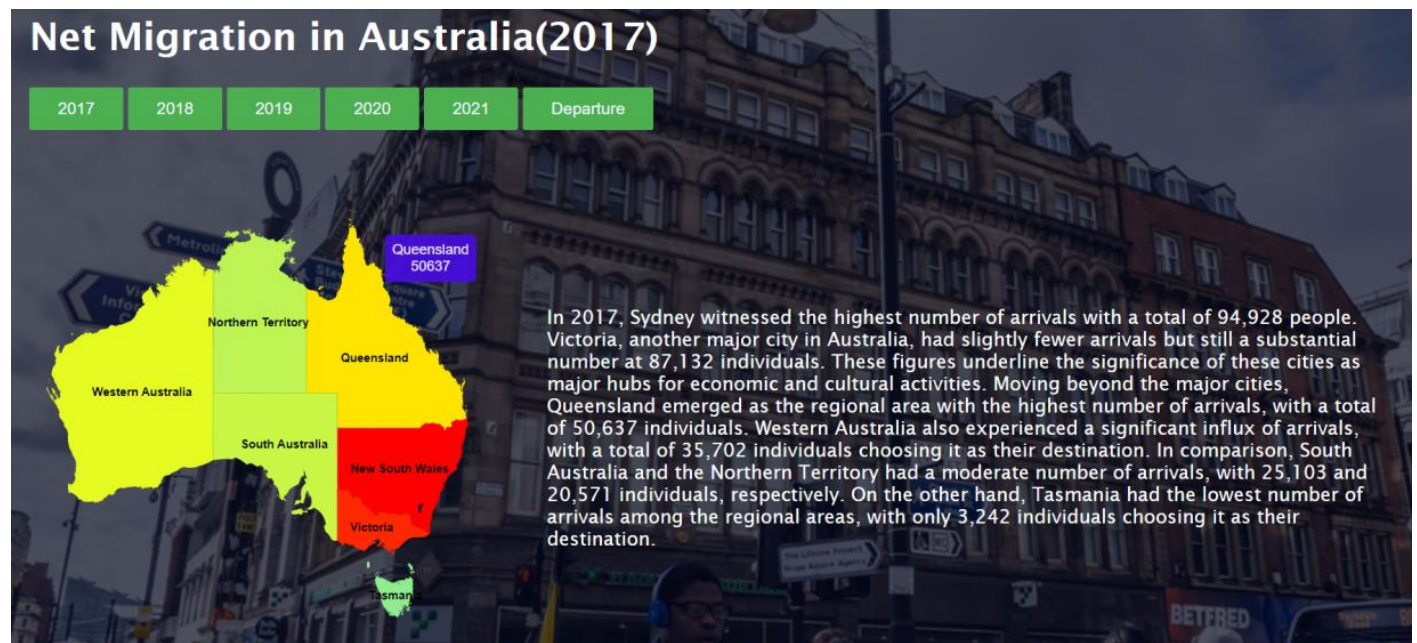 Net Migration in Australia(2017)
2017 2018 2019 2020 2021 Departure
Queensland
50637
Northern Territory
Queensland
Western Australia
South Australia
New South Wales
Victoria
Tasmania
In 2017, Sydney witnessed the highest number of arrivals with a total of 94,928 people.
Victoria, another major city in Australia, had slightly fewer arrivals but still a substantial
number at 87,132 individuals. These figures underline the significance of these cities as
major hubs for economic and cultural activities. Moving beyond the major cities,
Queensland emerged as the regional area with the highest number of arrivals, with a total
of 50,637 individuals. Western Australia also experienced a significant influx of arrivals,
with a total of 35,702 individuals choosing it as their destination. In comparison, South
Australia and the Northern Territory had a moderate number of arrivals, with 25,103 and
20,571 individuals, respectively. On the other hand, Tasmania had the lowest number of
arrivals among the regional areas, with only 3,242 individuals choosing it as their
destination.
BETFRED